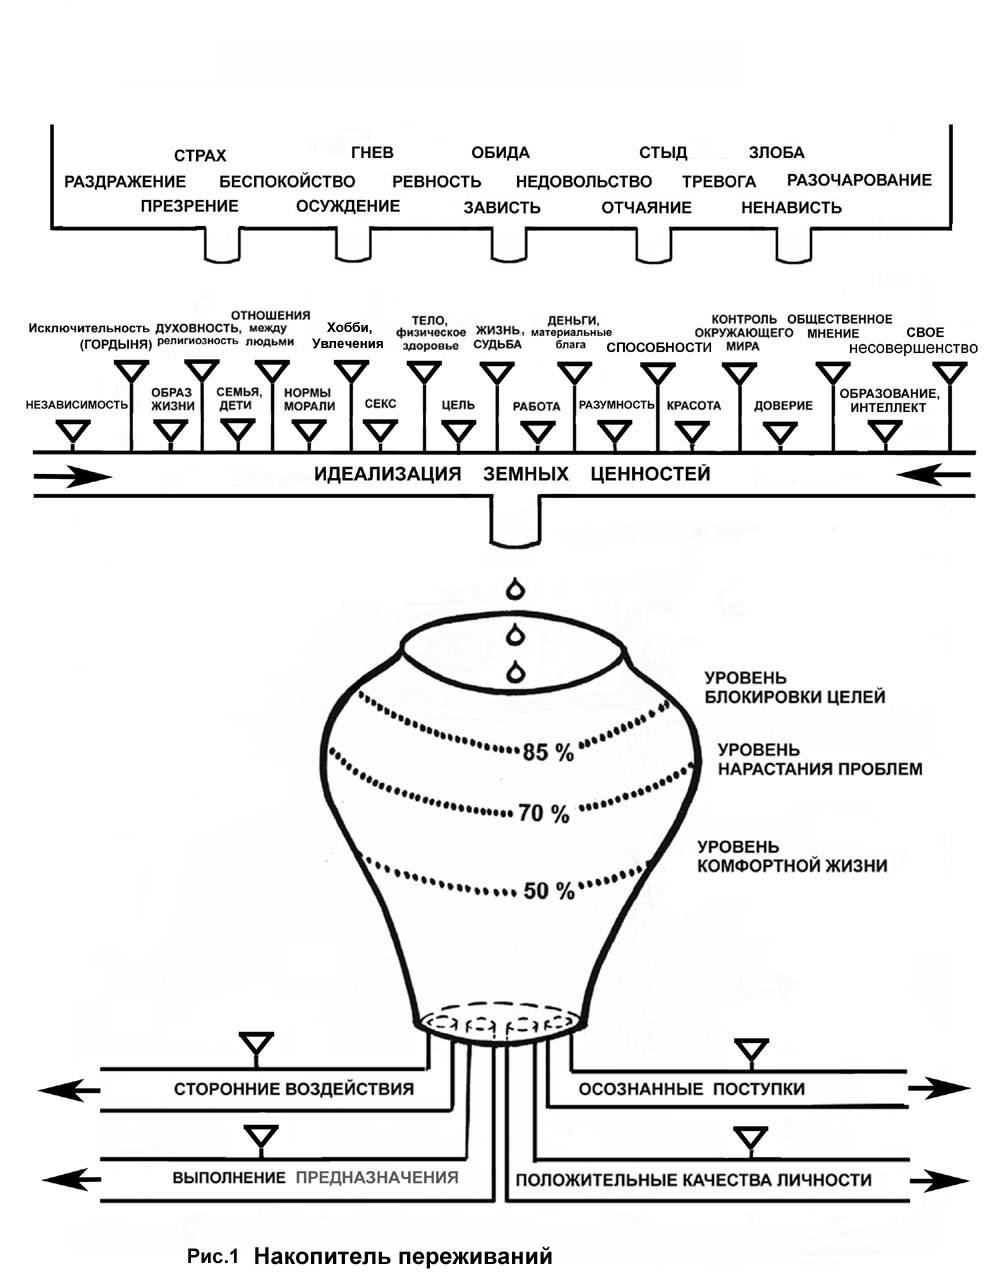 СТРАХ ГНЕВ ОБИДА СТЫД ЗЛОБА
РАЗДРАЖЕНИЕ БЕСПОКОЙСТВО РЕВНОСТЬ НЕДОВОЛЬСТВО ТРЕВОГА РАЗОЧАРОВАНИЕ
ПРЕЗРЕНИЕ ОСУЖДЕНИЕ ЗАВИСТЬ ОТЧАЯНИЕ НЕНАВИСТЬ
Исключительность
(ГОРДЫНЯ)
ДУХОВНОСТЬ,
религиозность
ОТНОШЕНИЯ
между
людьми
Хобби,
Увлечения
ТЕЛО,
физическое
здоровье
ЖИЗНЬ,
СУДЬБА
ДЕНЬГИ,
материальные
блага
СПОСОБНОСТИ
КОНТРОЛЬ
ОКРУЖАЮЩЕГО
МИРА
ОБЩЕСТВЕННОЕ
МНЕНИЕ
СВОЕ
несовершенство
НЕЗАВИСИМОСТЬ
ОБРАЗ
ЖИЗНИ
СЕМЬЯ,
ДЕТИ
НОРМЫ
МОРАЛИ
СЕКС
ЦЕЛЬ
РАБОТА
РАЗУМНОСТЬ
КРАСОТА
ДОВЕРИЕ
ОБРАЗОВАНИЕ,
ИНТЕЛЛЕКТ
ИДЕАЛИЗАЦИЯ ЗЕМНЫХ ЦЕННОСТЕЙ
УРОВЕНЬ
БЛОКИРОВКИ ЦЕЛЕЙ
85 %
УРОВЕНЬ
НАРАСТАНИЯ ПРОБЛЕМ
70 %
УРОВЕНЬ
КОМФОРТНОЙ ЖИЗНИ
50 %
СТОРОННИЕ ВОЗДЕЙСТВИЯ
ОСОЗНАННЫЕ ПОСТУПКИ
ВЫПОЛНЕНИЕ ПРЕДНАЗНАЧЕНИЯ
ПОЛОЖИТЕЛЬНЫЕ КАЧЕСТВА ЛИЧНОСТИ
Рис.1 Накопитель переживаний